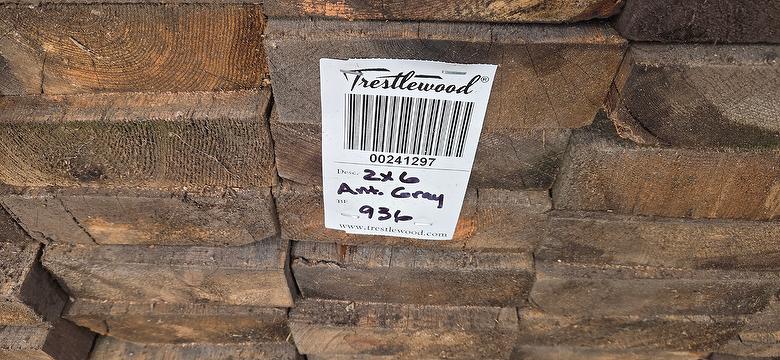 Trestlewood®
00241297
Desc. 2x6
Ant. Gray
BF 936
www.trestlewood.com